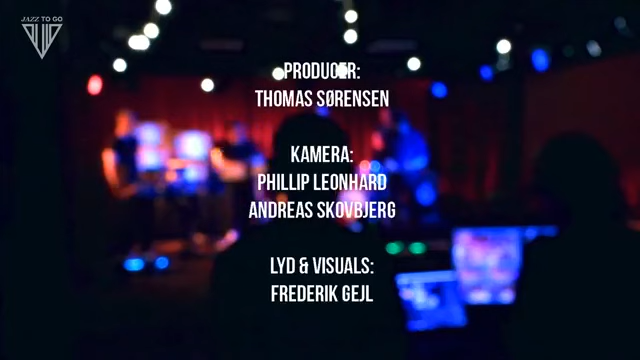 JAZZ TO GO
PRODUCER:
THOMAS SØRENSEN
KAMERA:
PHILLIP LEONHARD
ANDREAS SKOVBJERG
LYD & VISUALS:
FREDERIK GEJL